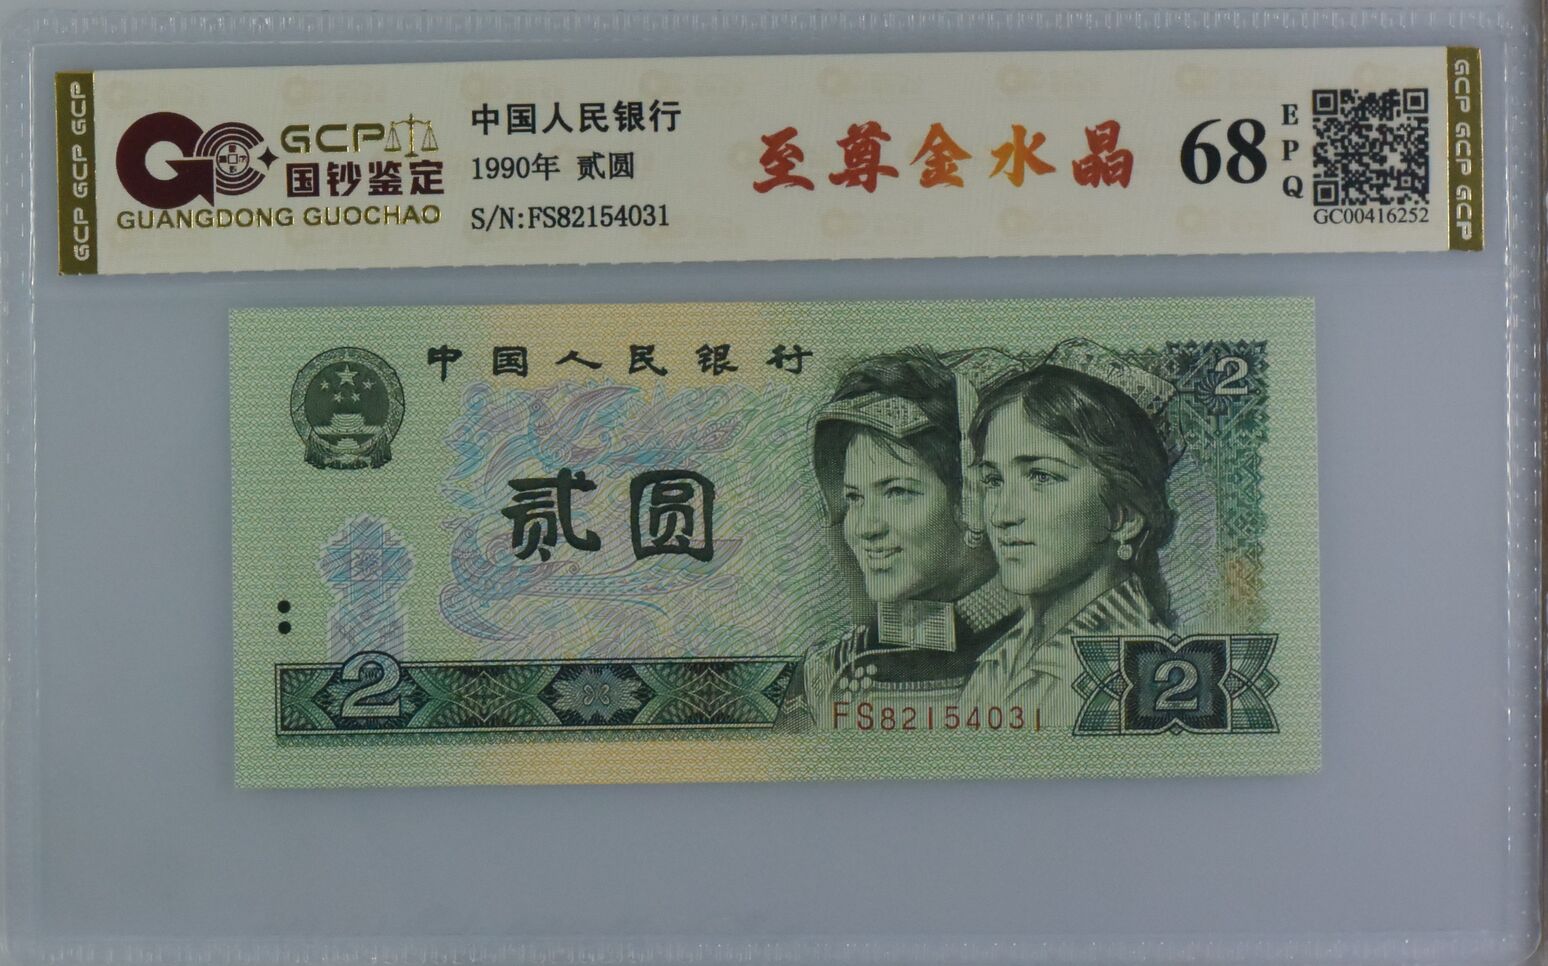 GCP GCP GCP
GCP
国钞鉴定
GUANGDONG GUOCHAO
中国人民银行
1990年 贰圆
S/N:FS82154031
至尊金水晶
68
EPQ
GC00416252
GCP GCP GCP
中国人民银行
2
贰圆
2
FS82154031
2